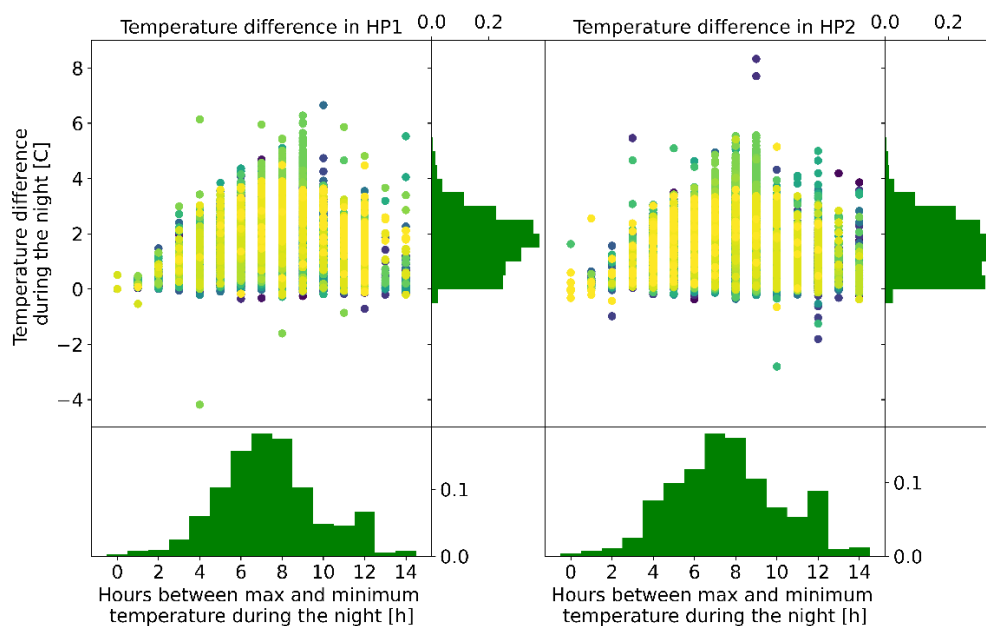 0.0 0.2 0.0 0.2
Temperature difference in HP1 Temperature difference in HP2
8
6
4
2
0
−2
−4
Temperature difference
during the night [C]
0.1 0.1
0.0 0.0
0 2 4 6 8 10 12 14 0 2 4 6 8 10 12 14
Hours between max and minimum Hours between max and minimum
temperature during the night [h] temperature during the night [h]